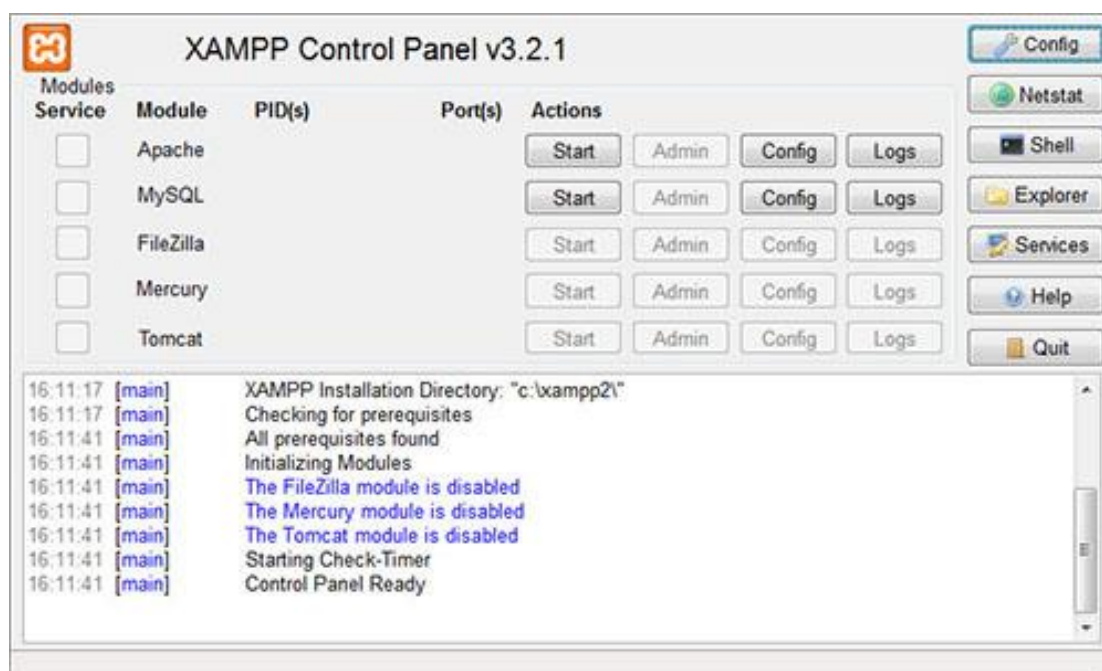 XAMPP Control Panel v3.2.1
Config
Modules
Service Module PID(s) Port(s) Actions
Netstat
Apache Start Admin Config Logs
Shell
MySQL Start Admin Config Logs
Explorer
FileZilla Start Admin Config Logs
Services
Mercury Start Admin Config Logs
Help
Tomcat Start Admin Config Logs
Quit
16:11:17 [main] XAMPP Installation Directory: "c:\xampp2\"
16:11:17 [main] Checking for prerequisites
16:11:41 [main] All prerequisites found
16:11:41 [main] Initializing Modules
16:11:41 [main] The FileZilla module is disabled
16:11:41 [main] The Mercury module is disabled
16:11:41 [main] The Tomcat module is disabled
16:11:41 [main] Starting Check-Timer
16:11:41 [main] Control Panel Ready